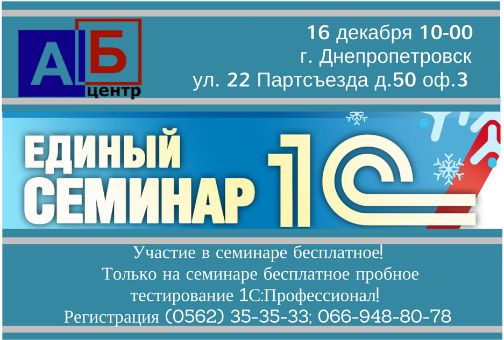 АБ
центр
16 декабря 10-00
г. Днепропетровск
ул. 22 Партсъезда д.50 оф.3
ЕДИНЫЙ
СЕМИНАР 1С
Участие в семинаре бесплатное!
Только на семинаре бесплатное пробное
тестирование 1С:Профессионал!
Регистрация (0562) 35-35-33; 066-948-80-78